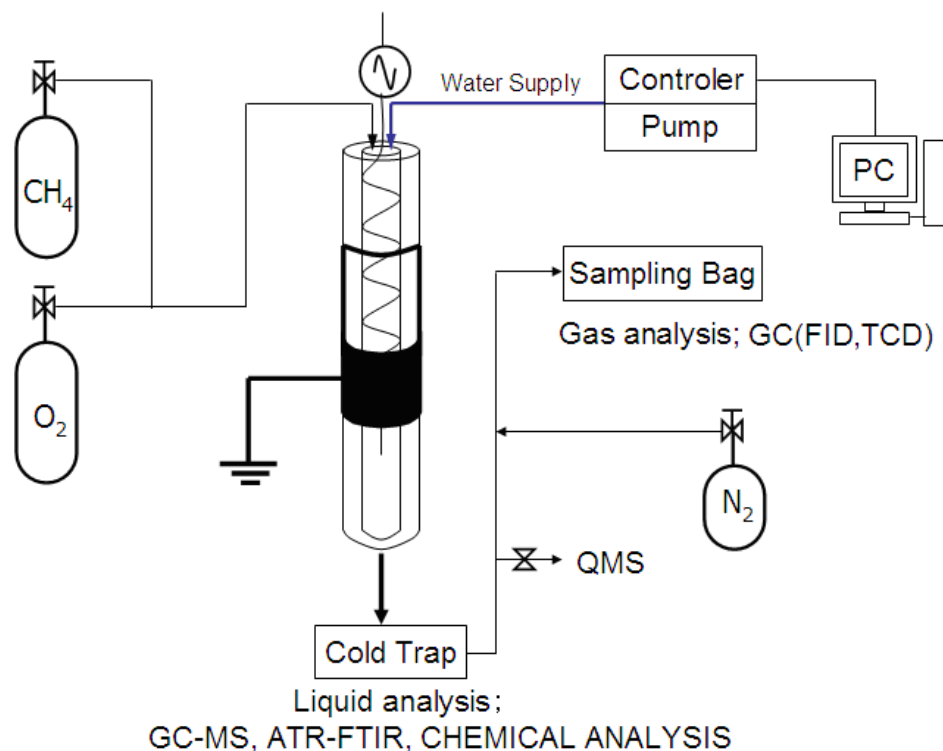 Water Supply
Controler
Pump
PC
CH₄
Sampling Bag
Gas analysis; GC(FID,TCD)
O₂
N₂
QMS
Cold Trap
Liquid analysis;
GC-MS, ATR-FTIR, CHEMICAL ANALYSIS